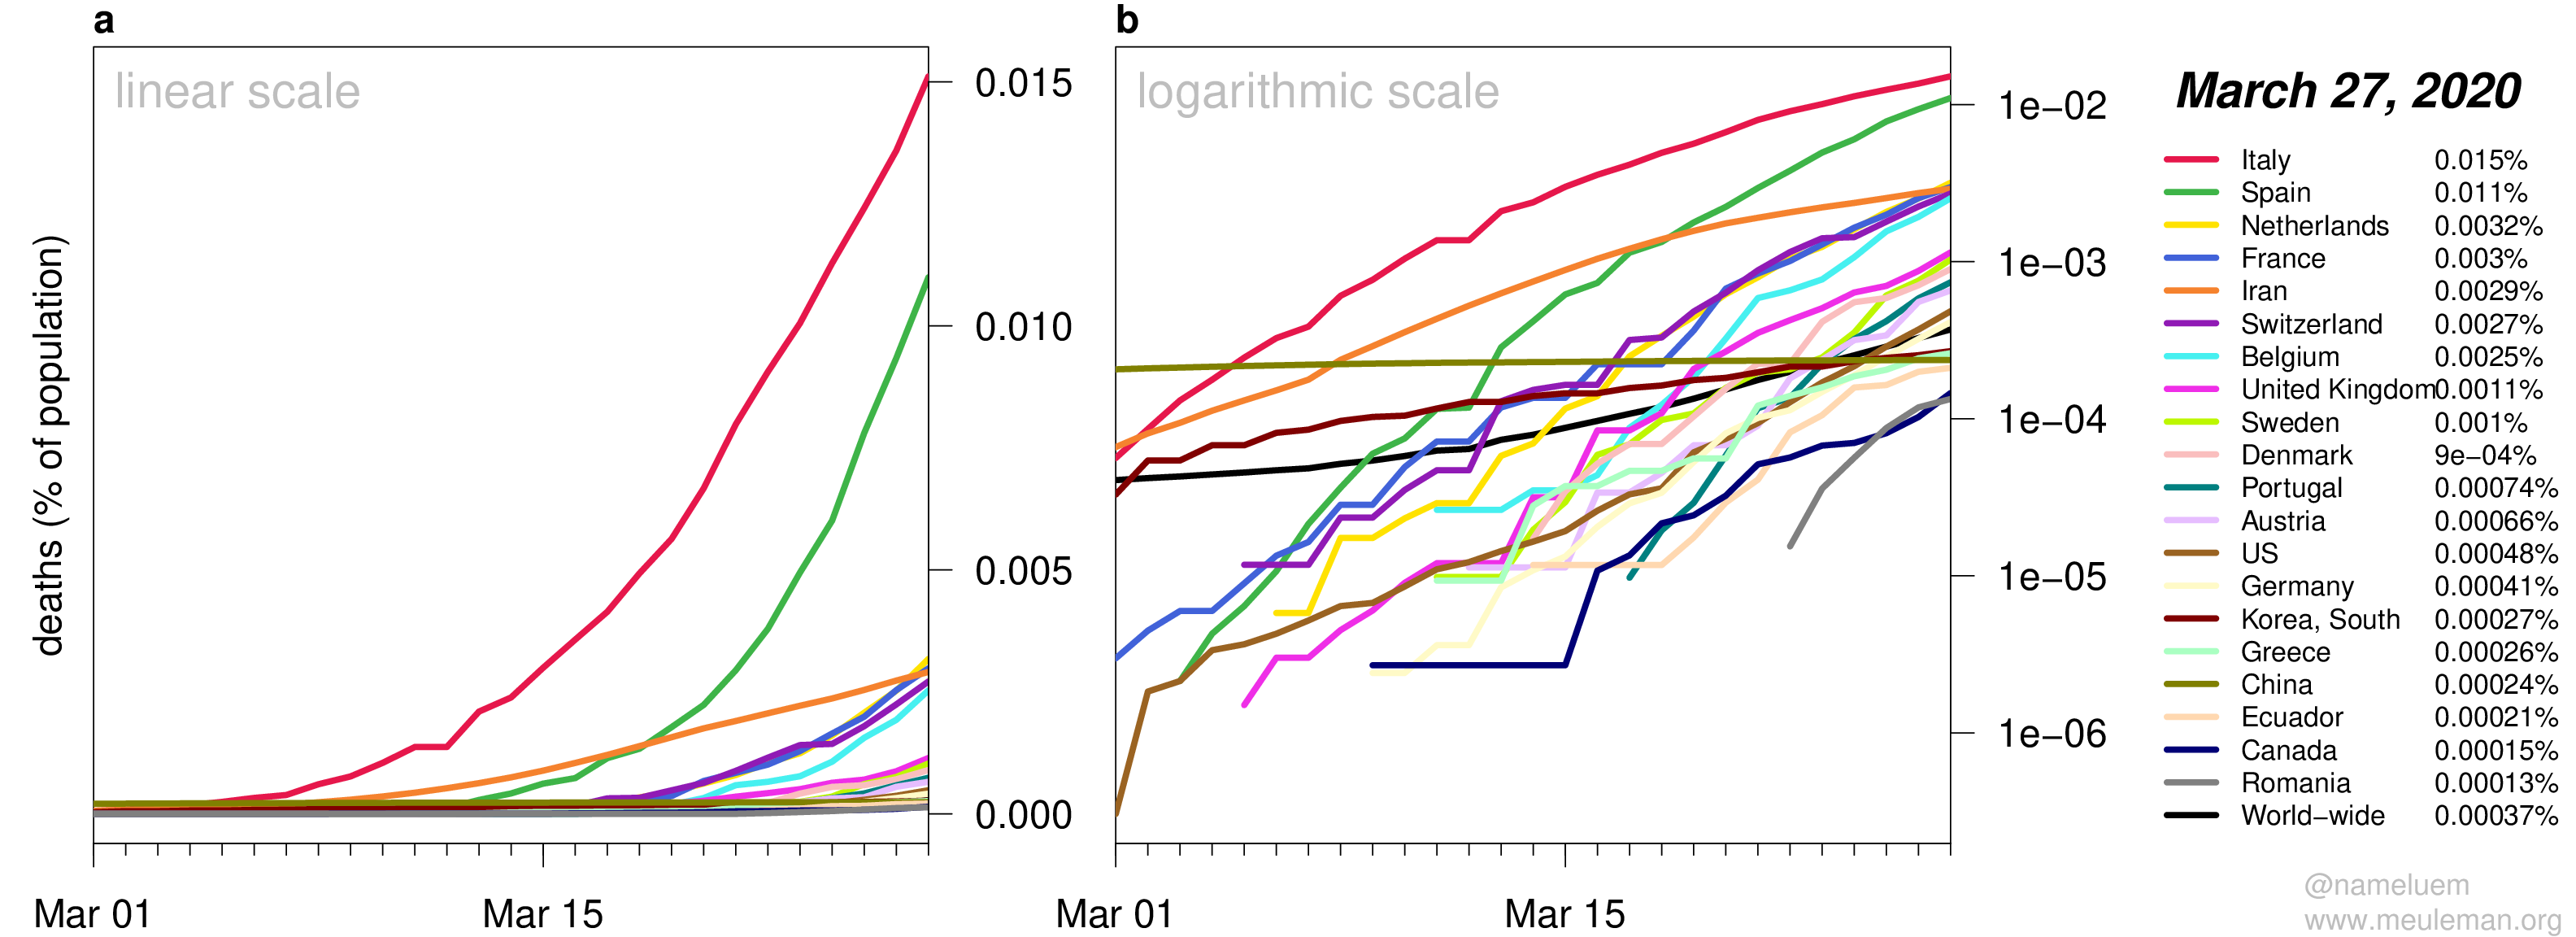 a
linear scale
deaths (% of population)
0.015
0.010
0.005
0.000
Mar 01
Mar 15
b
logarithmic scale
1e−02
1e−03
1e−04
1e−05
1e−06
Mar 01
Mar 15
March 27, 2020
Italy 0.015%
Spain 0.011%
Netherlands 0.0032%
France 0.003%
Iran 0.0029%
Switzerland 0.0027%
Belgium 0.0025%
United Kingdom 0.0011%
Sweden 0.001%
Denmark 9e−04%
Portugal 0.00074%
Austria 0.00066%
US 0.00048%
Germany 0.00041%
Korea, South 0.00027%
Greece 0.00026%
China 0.00024%
Ecuador 0.00021%
Canada 0.00015%
Romania 0.00013%
World−wide 0.00037%
@nameluem
www.meuleman.org